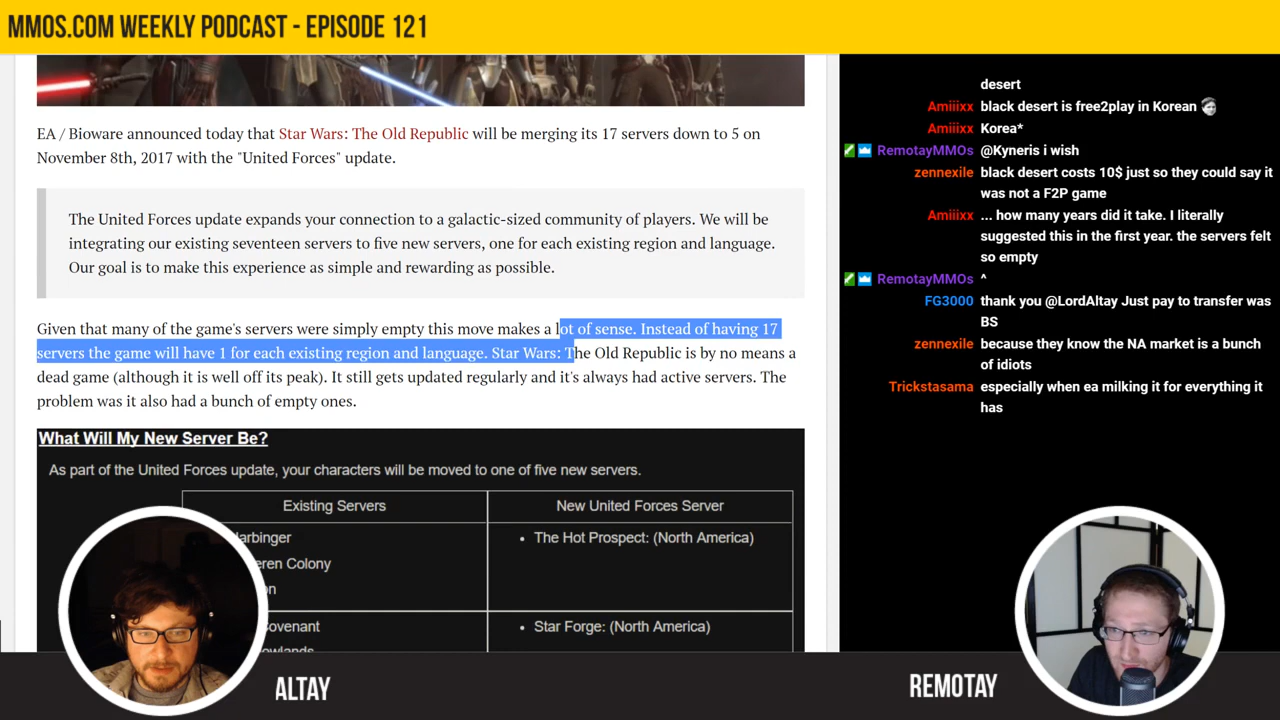 MMOS.COM WEEKLY PODCAST - EPISODE 121
EA / Bioware announced today that Star Wars: The Old Republic will be merging its 17 servers down to 5 on
November 8th, 2017 with the "United Forces" update.
The United Forces update expands your connection to a galactic-sized community of players. We will be
integrating our existing seventeen servers to five new servers, one for each existing region and language.
Our goal is to make this experience as simple and rewarding as possible.
Given that many of the game's servers were simply empty this move makes a lot of sense. Instead of having 17
servers the game will have 1 for each existing region and language. Star Wars: The Old Republic is by no means a
dead game (although it is well off its peak). It still gets updated regularly and it's always had active servers. The
problem was it also had a bunch of empty ones.
What Will My New Server Be?
As part of the United Forces update, your characters will be moved to one of five new servers.
Existing Servers
New United Forces Server
arbinger
• The Hot Prospect: (North America)
eren Colony
on
ovenant
• Star Forge: (North America)
owlands
desert
Amiiixx black desert is free2play in Korean
Amiiixx Korea*
RemotayMMOs @Kyneris i wish
zennexile black desert costs 10$ just so they could say it
was not a F2P game
Amiiixx ... how many years did it take. I literally
suggested this in the first year. the servers felt
so empty
RemotayMMOs ^
FG3000 thank you @LordAltay Just pay to transfer was
BS
zennexile because they know the NA market is a bunch
of idiots
Trickstasama especially when ea milking it for everything it
has
ALTAY
REMOTAY